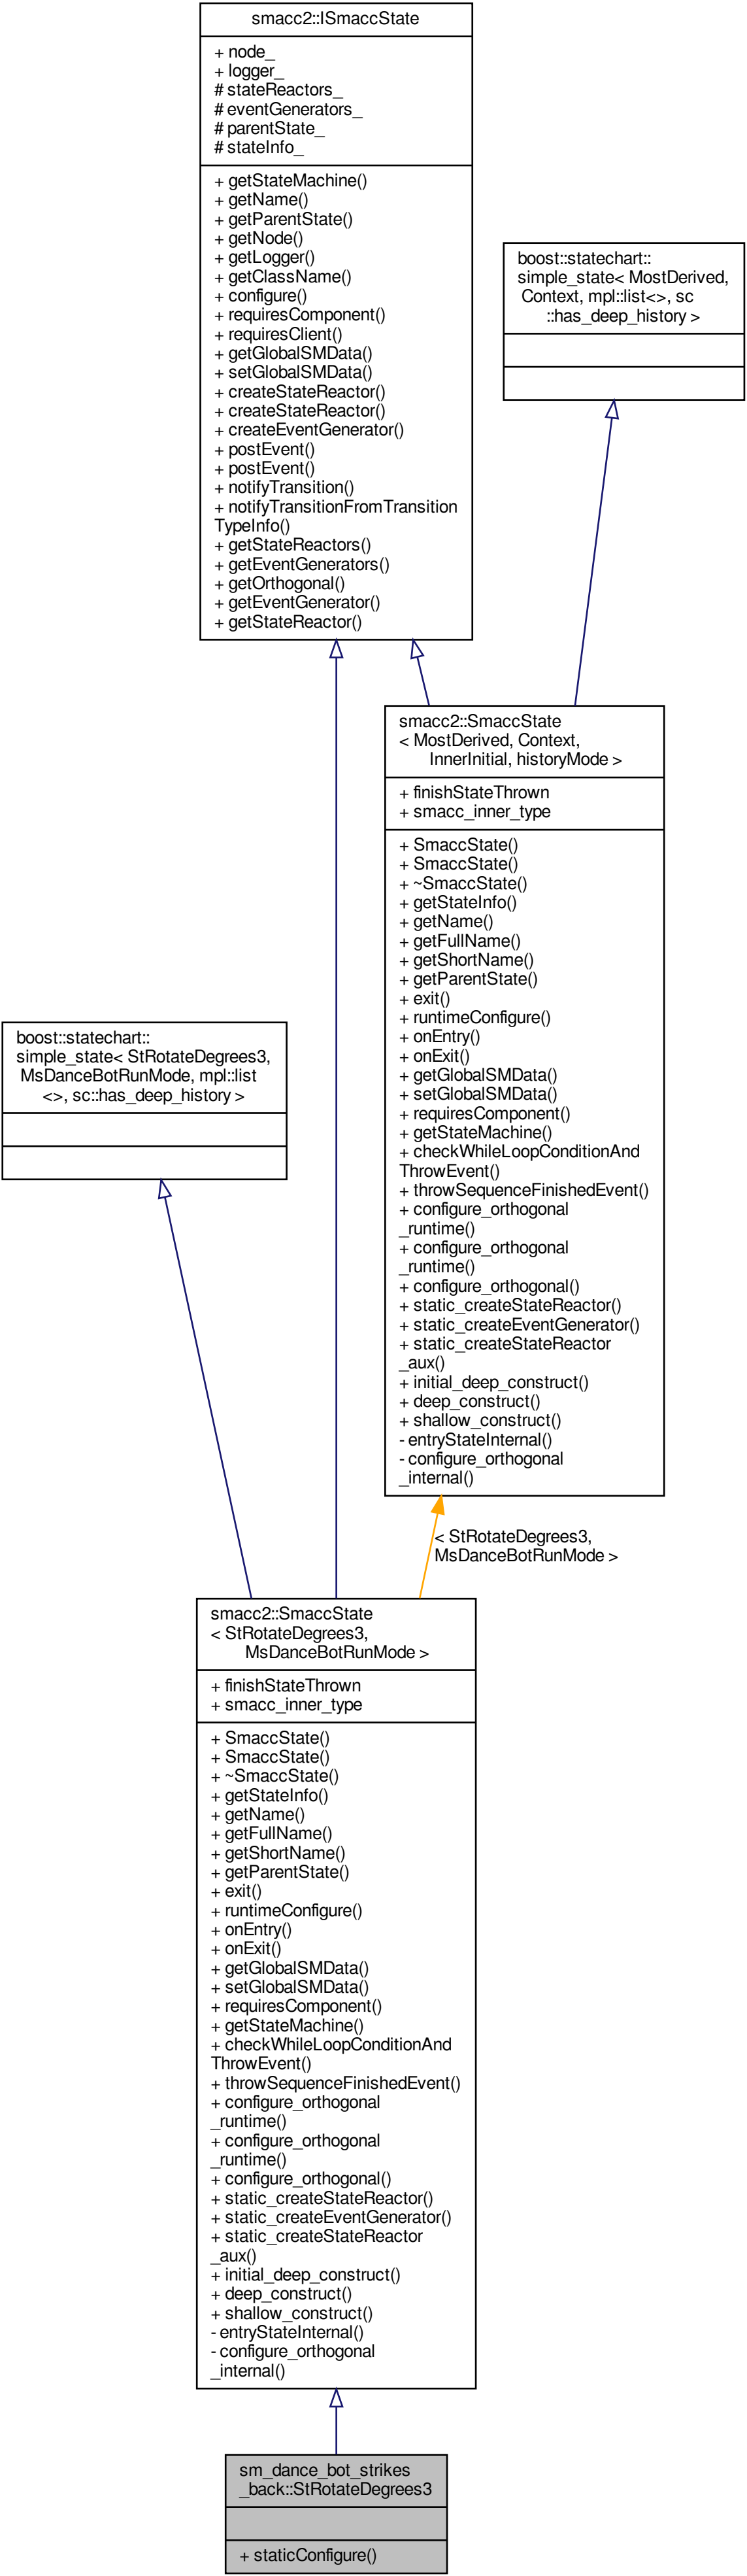 smacc2::ISmaccState
+ node_
+ logger_
# stateReactors_
# eventGenerators_
# parentState_
# stateInfo_
+ getStateMachine()
+ getName()
+ getParentState()
+ getNode()
+ getLogger()
+ getClassName()
+ configure()
+ requiresComponent()
+ requiresClient()
+ getGlobalSMData()
+ setGlobalSMData()
+ createStateReactor()
+ createStateReactor()
+ createEventGenerator()
+ postEvent()
+ postEvent()
+ notifyTransition()
+ notifyTransitionFromTransition
TypeInfo()
+ getStateReactors()
+ getEventGenerators()
+ getOrthogonal()
+ getEventGenerator()
+ getStateReactor()
boost::statechart::
simple_state< MostDerived,
Context, mpl::list<>, sc
::has_deep_history >
smacc2::SmaccState
< MostDerived, Context,
InnerInitial, historyMode >
+ finishStateThrown
+ smacc_inner_type
+ SmaccState()
+ SmaccState()
+ ~SmaccState()
+ getStateInfo()
+ getName()
+ getFullName()
+ getShortName()
+ getParentState()
+ exit()
+ runtimeConfigure()
+ onEntry()
+ onExit()
+ getGlobalSMData()
+ setGlobalSMData()
+ requiresComponent()
+ getStateMachine()
+ checkWhileLoopConditionAnd
ThrowEvent()
+ throwSequenceFinishedEvent()
+ configure_orthogonal
_runtime()
+ configure_orthogonal
_runtime()
+ configure_orthogonal()
+ static_createStateReactor()
+ static_createEventGenerator()
+ static_createStateReactor
_aux()
+ initial_deep_construct()
+ deep_construct()
+ shallow_construct()
- entryStateInternal()
- configure_orthogonal
_internal()
boost::statechart::
simple_state< StRotateDegrees3,
MsDanceBotRunMode, mpl::list
<>, sc::has_deep_history >
< StRotateDegrees3,
MsDanceBotRunMode >
smacc2::SmaccState
< StRotateDegrees3,
MsDanceBotRunMode >
+ finishStateThrown
+ smacc_inner_type
+ SmaccState()
+ SmaccState()
+ ~SmaccState()
+ getStateInfo()
+ getName()
+ getFullName()
+ getShortName()
+ getParentState()
+ exit()
+ runtimeConfigure()
+ onEntry()
+ onExit()
+ getGlobalSMData()
+ setGlobalSMData()
+ requiresComponent()
+ getStateMachine()
+ checkWhileLoopConditionAnd
ThrowEvent()
+ throwSequenceFinishedEvent()
+ configure_orthogonal
_runtime()
+ configure_orthogonal
_runtime()
+ configure_orthogonal()
+ static_createStateReactor()
+ static_createEventGenerator()
+ static_createStateReactor
_aux()
+ initial_deep_construct()
+ deep_construct()
+ shallow_construct()
- entryStateInternal()
- configure_orthogonal
_internal()
sm_dance_bot_strikes
_back::StRotateDegrees3
+ staticConfigure()